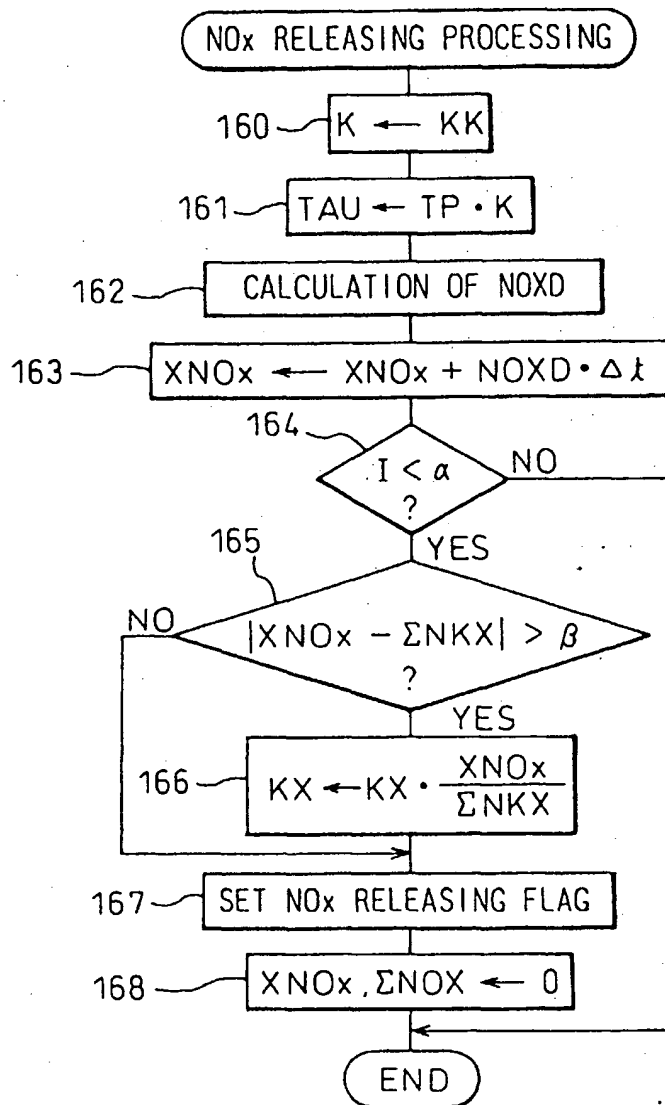 NOx RELEASING PROCESSING
160
K ← KK
161
TAU ← TP · K
162
CALCULATION OF NOXD
163
XNOx ← XNOx + NOXD · Δt
164
I < α
?
NO
YES
165
NO
|XNOx - ΣNKX| > β
?
YES
166
KX ← KX · XNOx / ΣNKX
167
SET NOx RELEASING FLAG
168
XNOx, ΣNOX ← 0
END